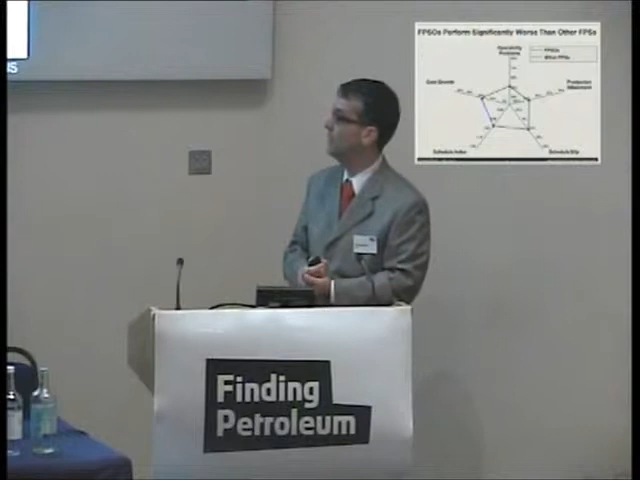 FPSOs Perform Significantly Worse Than Other FPSs
Operability
Problems
FPSOs
Other FPSs
Cost Growth
Production
Attainment
Schedule Index
Schedule Slip
Finding
Petroleum